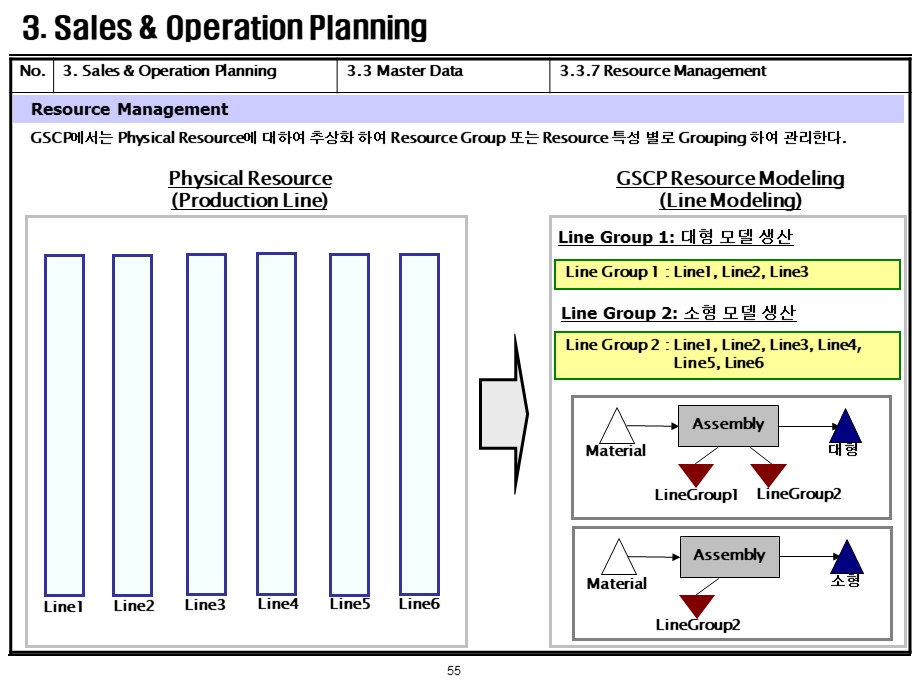 3. Sales & Operation Planning
No. 3. Sales & Operation Planning 3.3 Master Data 3.3.7 Resource Management
Resource Management
GSCP에서는 Physical Resource에 대하여 추상화 하여 Resource Group 또는 Resource 특성 별로 Grouping 하여 관리한다.
Physical Resource
(Production Line)
Line1 Line2 Line3 Line4 Line5 Line6
GSCP Resource Modeling
(Line Modeling)
Line Group 1: 대형 모델 생산
Line Group 1 : Line1, Line2, Line3
Line Group 2: 소형 모델 생산
Line Group 2 : Line1, Line2, Line3, Line4,
Line5, Line6
Assembly
Material
대형
LineGroup1 LineGroup2
Assembly
Material
소형
LineGroup2
55